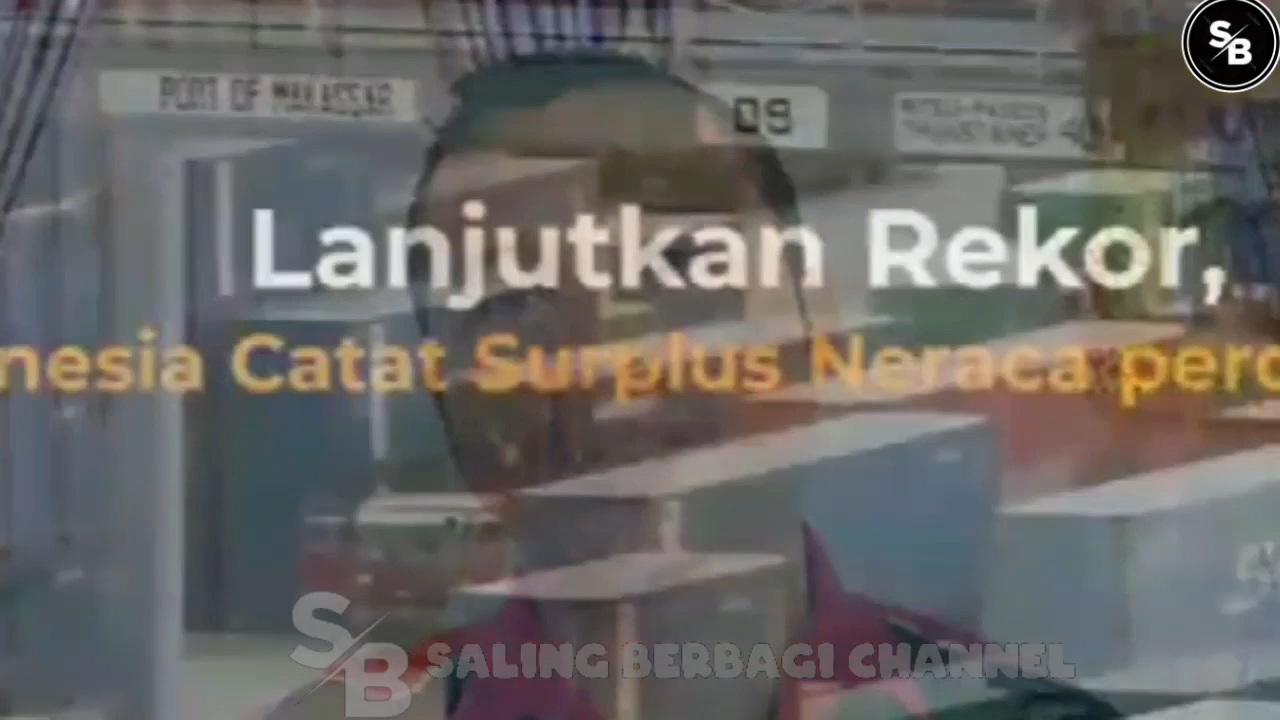 SB
PORT OF MAKASSAR
09
Lanjutkan Rekor,
nesia Catat Surplus Neraca perd
SB SALING BERBAGI CHANNEL